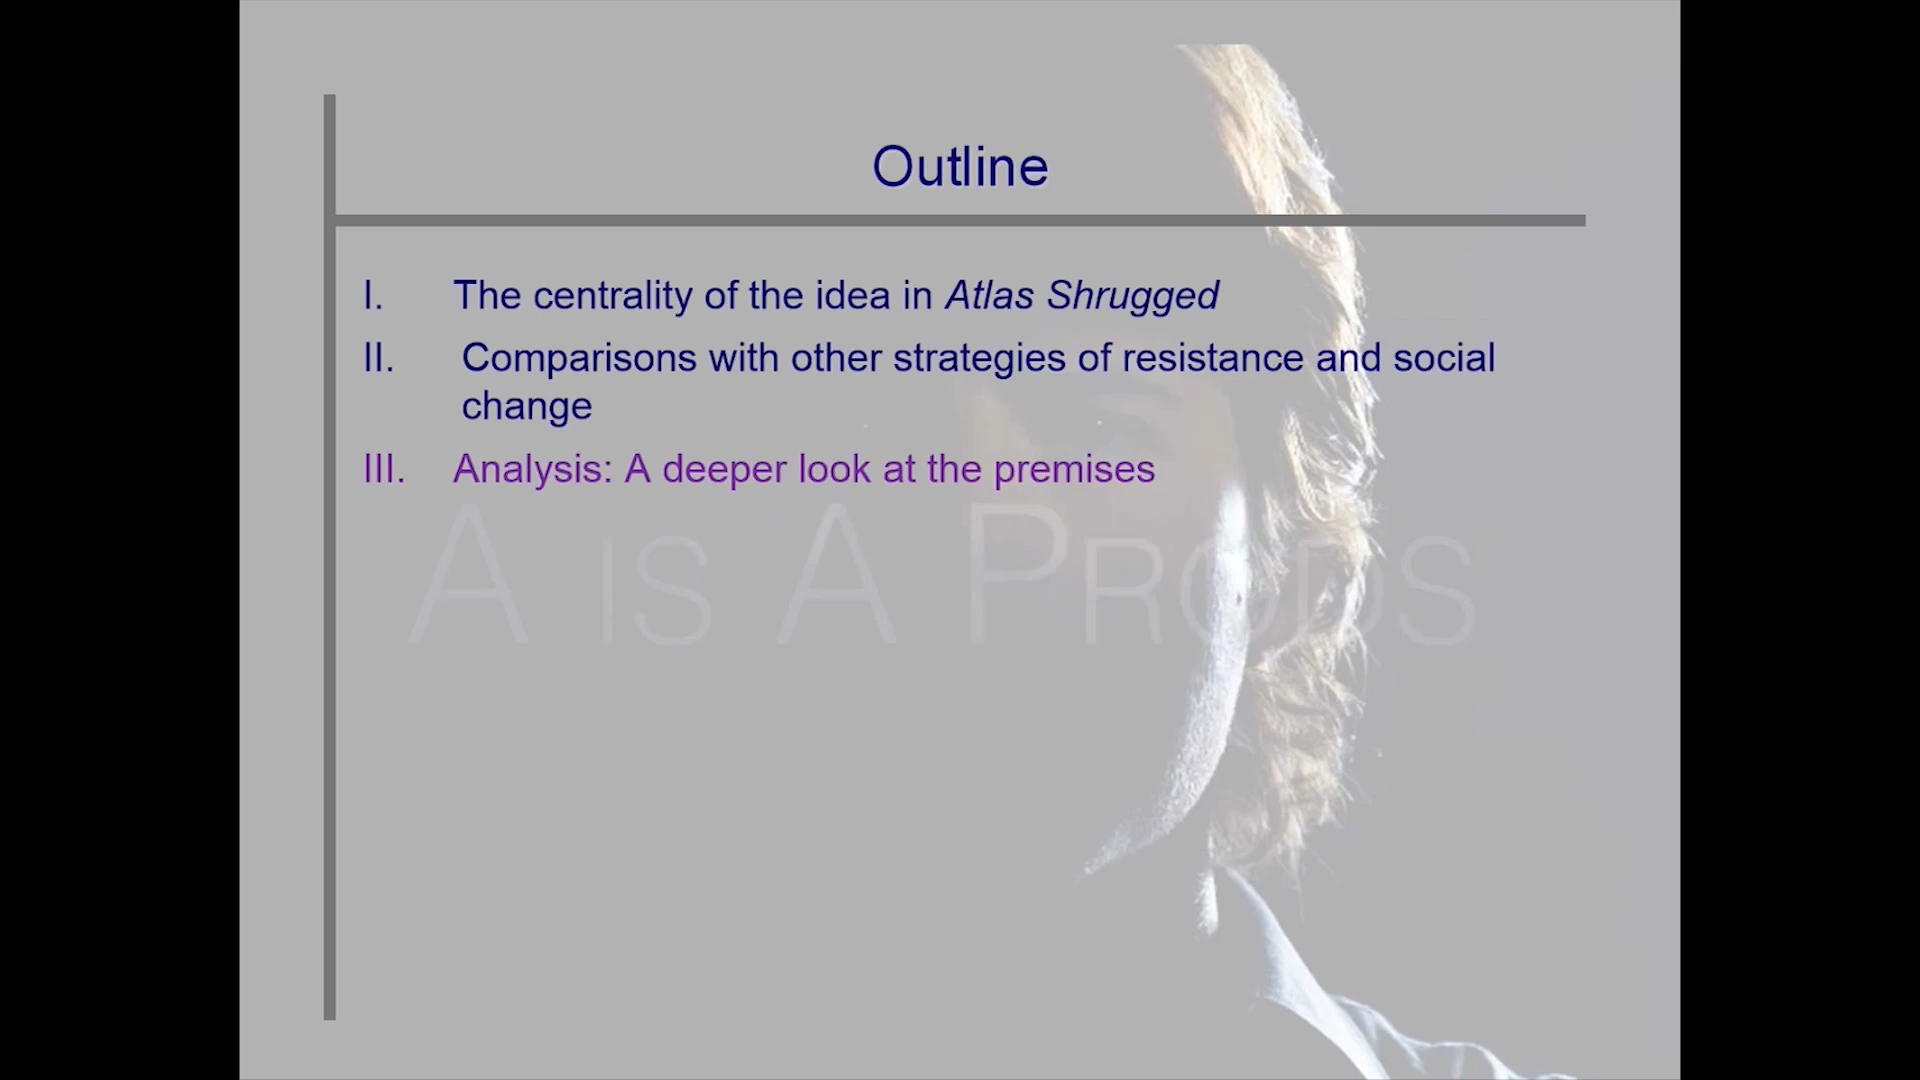 Outline
I. The centrality of the idea in Atlas Shrugged
II. Comparisons with other strategies of resistance and social
change
III. Analysis: A deeper look at the premises
A IS A PRODS